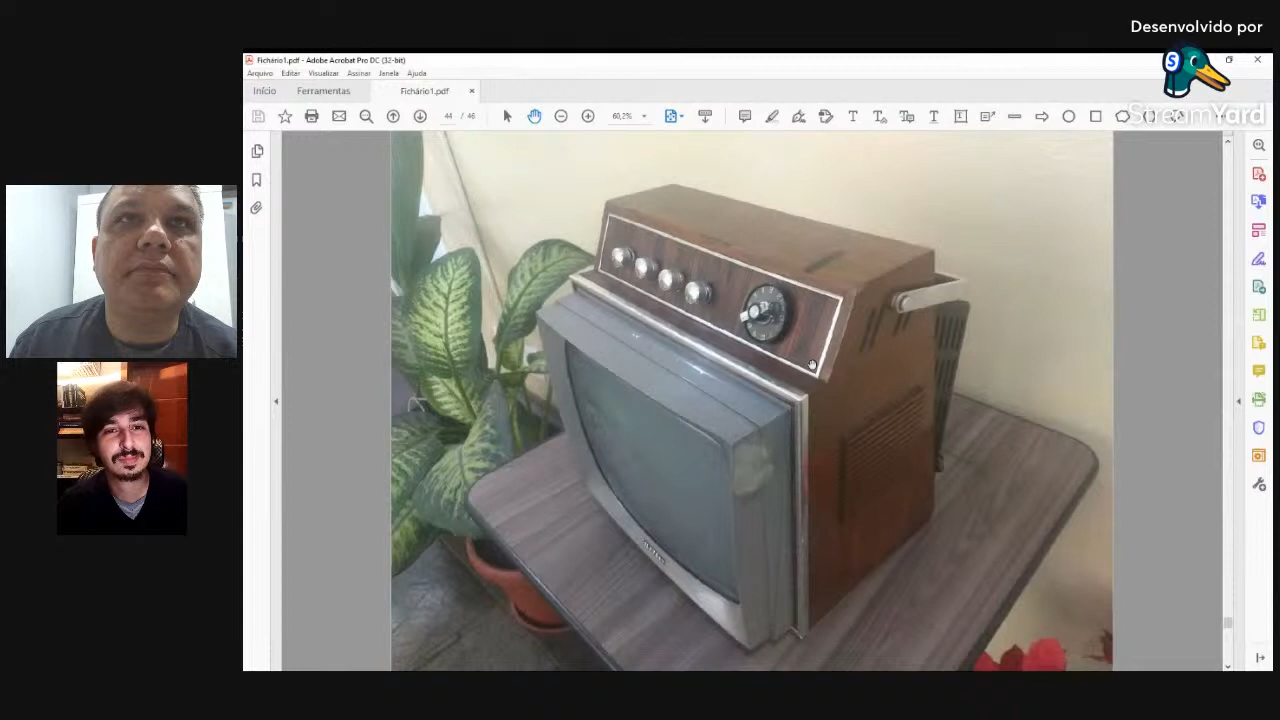 Desenvolvido por
StreamYard
Fichário1.pdf - Adobe Acrobat Pro DC (32-bit)
Arquivo Editar Visualizar Assinar Janela Ajuda
Início Ferramentas Fichário1.pdf
44 / 46 60,2%